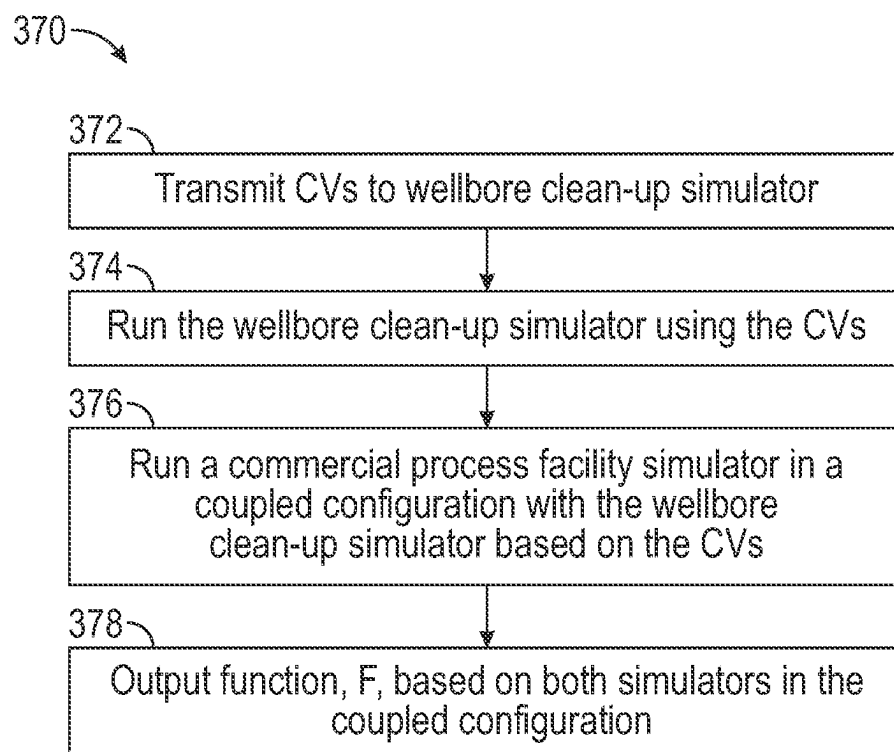 370
372
Transmit CVs to wellbore clean-up simulator
374
Run the wellbore clean-up simulator using the CVs
376
Run a commercial process facility simulator in a
coupled configuration with the wellbore
clean-up simulator based on the CVs
378
Output function, F, based on both simulators in the
coupled configuration